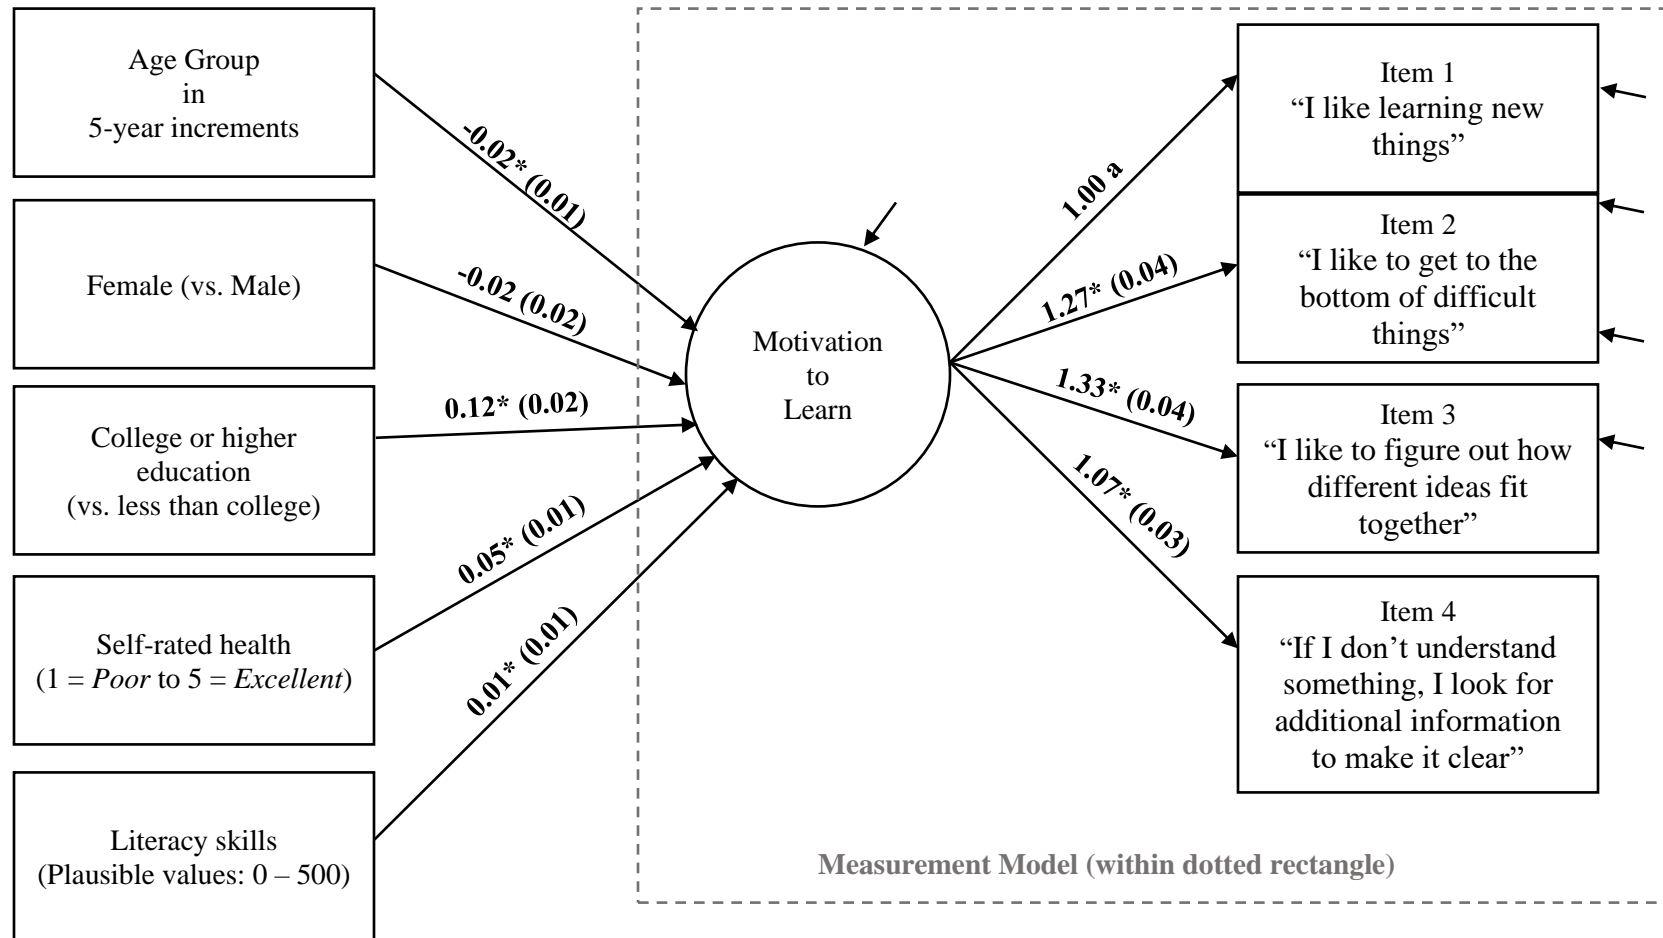 Age Group
in
5-year increments
Female (vs. Male)
College or higher
education
(vs. less than college)
Self-rated health
(1 = Poor to 5 = Excellent)
Literacy skills
(Plausible values: 0 – 500)
-0.02* (0.01)
-0.02 (0.02)
0.12* (0.02)
0.05* (0.01)
0.01* (0.01)
Motivation
to
Learn
1.00 a
1.27* (0.04)
1.33* (0.04)
1.07* (0.03)
Item 1
“I like learning new
things”
Item 2
“I like to get to the
bottom of difficult
things”
Item 3
“I like to figure out how
different ideas fit
together”
Item 4
“If I don’t understand
something, I look for
additional information
to make it clear”
Measurement Model (within dotted rectangle)